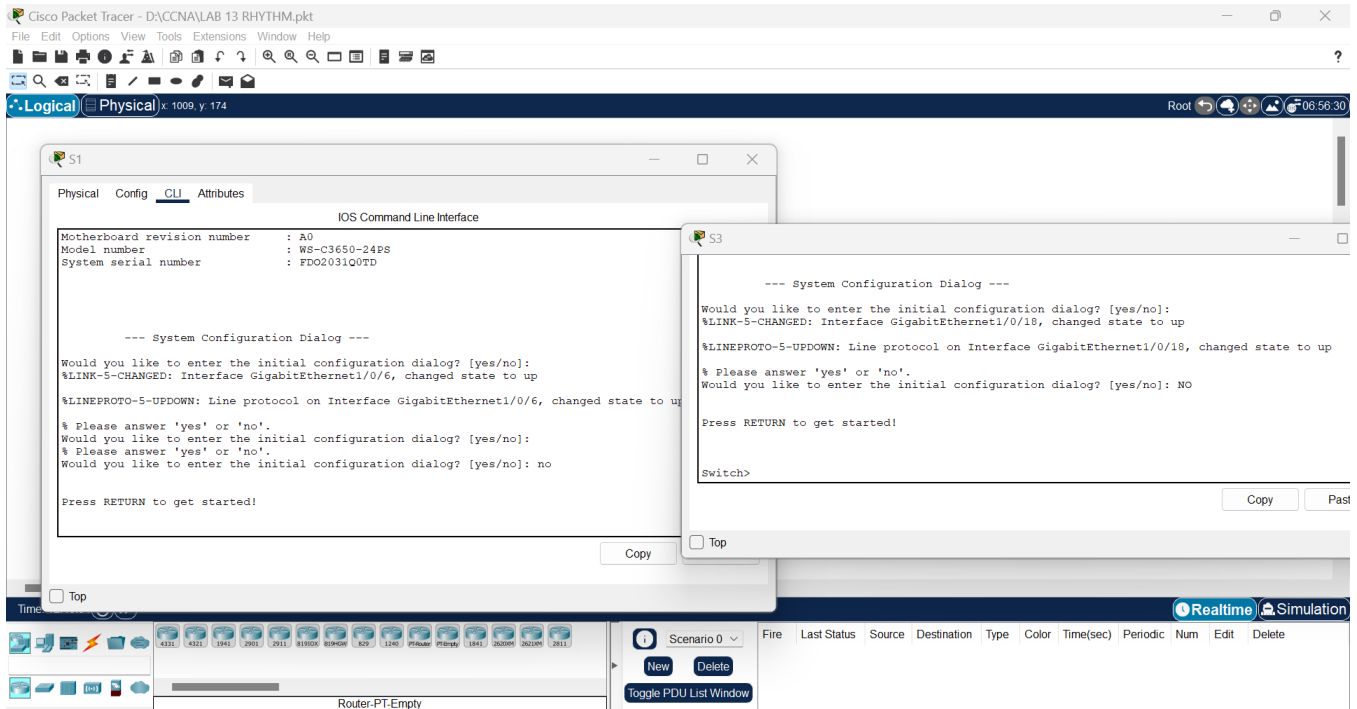 Cisco Packet Tracer - D:\CCNA\LAB 13 RHYTHM.pkt
File Edit Options View Tools Extensions Window Help
?
Logical Physical x: 1009, y: 174
Root 06:56:30
S1
Physical Config CLI Attributes
IOS Command Line Interface
Motherboard revision number : A0
Model number : WS-C3650-24PS
System serial number : FDO2031Q0TD
--- System Configuration Dialog ---
Would you like to enter the initial configuration dialog? [yes/no]:
%LINK-5-CHANGED: Interface GigabitEthernet1/0/6, changed state to up
%LINEPROTO-5-UPDOWN: Line protocol on Interface GigabitEthernet1/0/6, changed state to up
% Please answer 'yes' or 'no'.
Would you like to enter the initial configuration dialog? [yes/no]:
% Please answer 'yes' or 'no'.
Would you like to enter the initial configuration dialog? [yes/no]: no
Press RETURN to get started!
Copy
Top
S3
--- System Configuration Dialog ---
Would you like to enter the initial configuration dialog? [yes/no]:
%LINK-5-CHANGED: Interface GigabitEthernet1/0/18, changed state to up
%LINEPROTO-5-UPDOWN: Line protocol on Interface GigabitEthernet1/0/18, changed state to up
% Please answer 'yes' or 'no'.
Would you like to enter the initial configuration dialog? [yes/no]: NO
Press RETURN to get started!
Switch>
Copy Past
Top
Time
Realtime Simulation
4331 4321 1941 2901 2911 819IOX 819HGW 829 1240 PT-Router PT-Empty 1841 2620XM 2621XM 2811
Router-PT-Empty
Scenario 0
New Delete
Toggle PDU List Window
Fire Last Status Source Destination Type Color Time(sec) Periodic Num Edit Delete